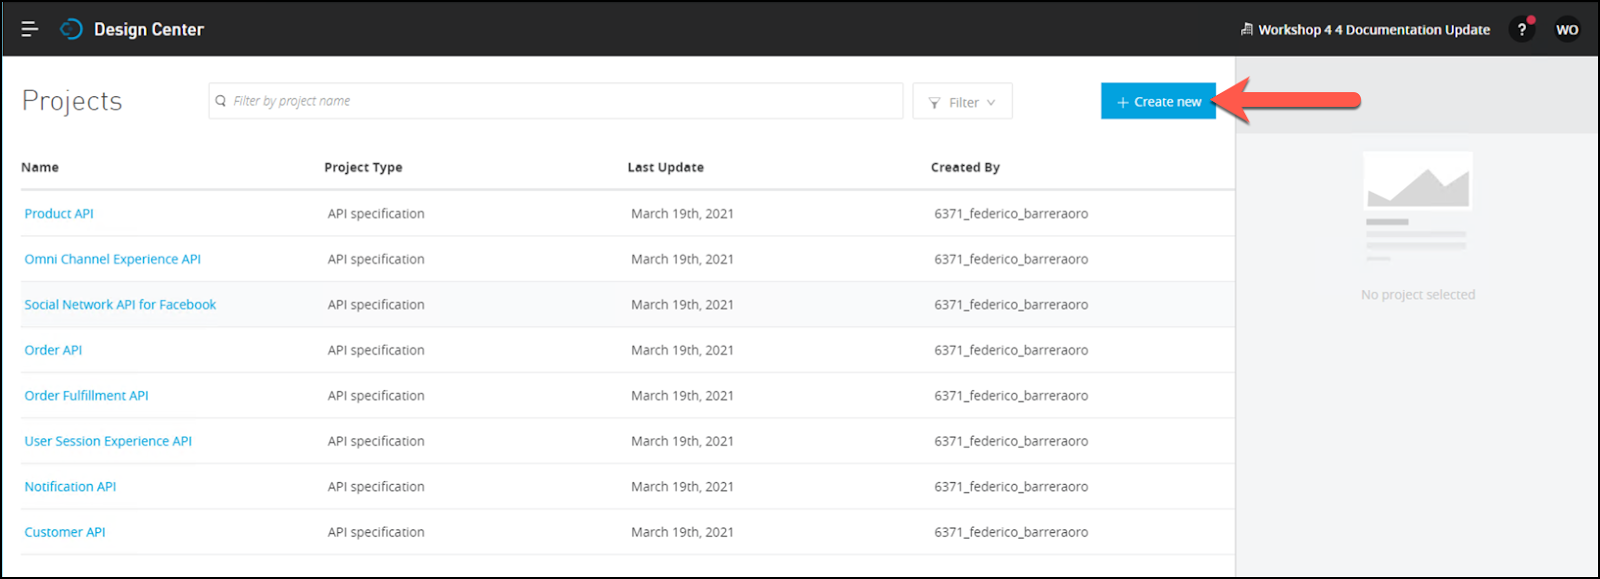 Design Center
Workshop 4 4 Documentation Update ? WO
Projects
Filter by project name
Filter
+ Create new
Name Project Type Last Update Created By
Product API API specification March 19th, 2021 6371_federico_barreraoro
Omni Channel Experience API API specification March 19th, 2021 6371_federico_barreraoro
Social Network API for Facebook API specification March 19th, 2021 6371_federico_barreraoro
Order API API specification March 19th, 2021 6371_federico_barreraoro
Order Fulfillment API API specification March 19th, 2021 6371_federico_barreraoro
User Session Experience API API specification March 19th, 2021 6371_federico_barreraoro
Notification API API specification March 19th, 2021 6371_federico_barreraoro
Customer API API specification March 19th, 2021 6371_federico_barreraoro
No project selected